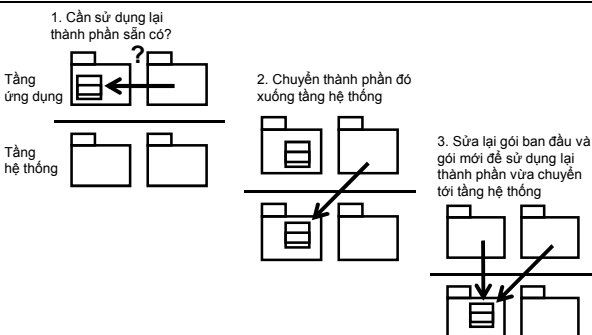 1. Cần sử dụng lại
thành phần sẵn có?
?
Tầng
ứng dụng
Tầng
hệ thống
2. Chuyển thành phần đó
xuống tầng hệ thống
3. Sửa lại gói ban đầu và
gói mới để sử dụng lại
thành phần vừa chuyển
tới tầng hệ thống